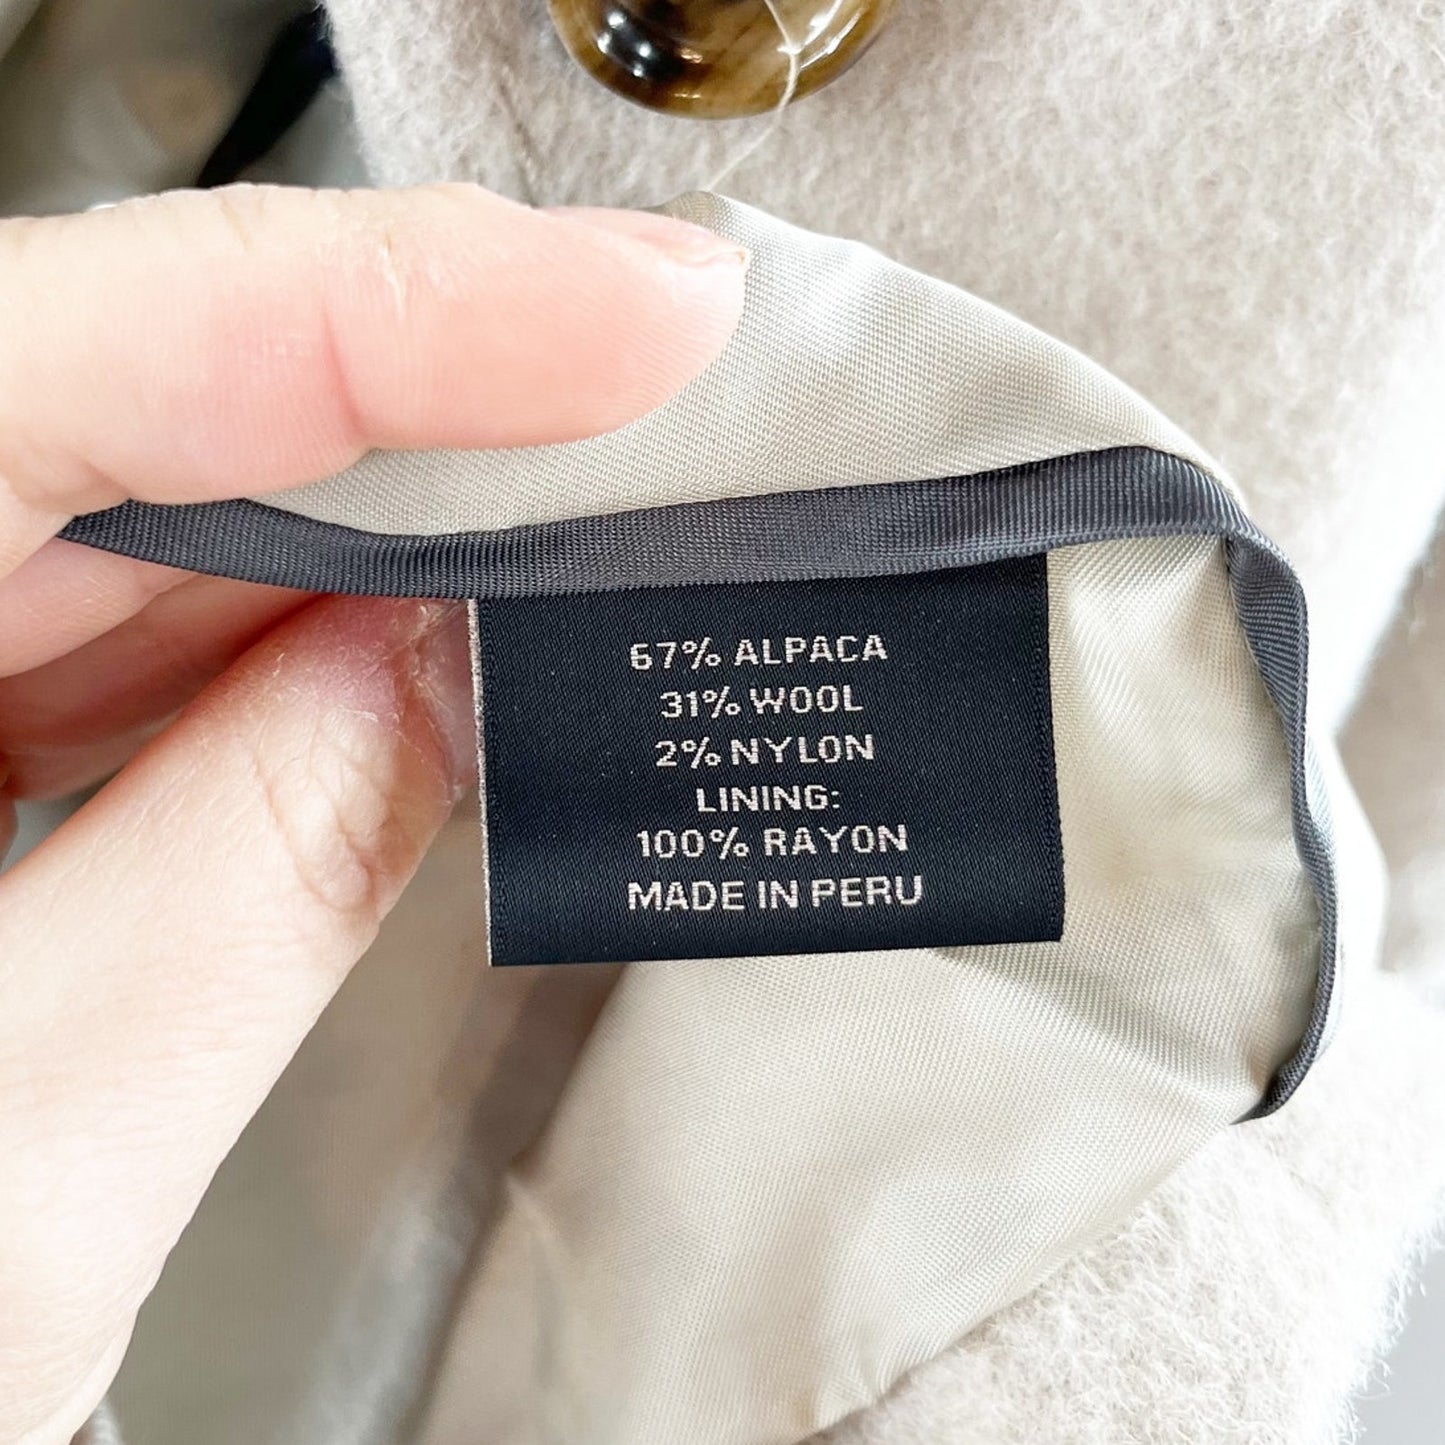 67% ALPACA
31% WOOL
2% NYLON
LINING:
100% RAYON
MADE IN PERU